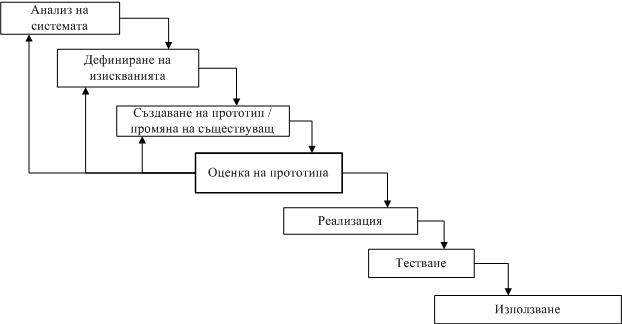 Анализ на
системата
Дефиниране на
изискванията
Създаване на прототип /
промяна на съществуващ
Оценка на прототипа
Реализация
Тестване
Използване